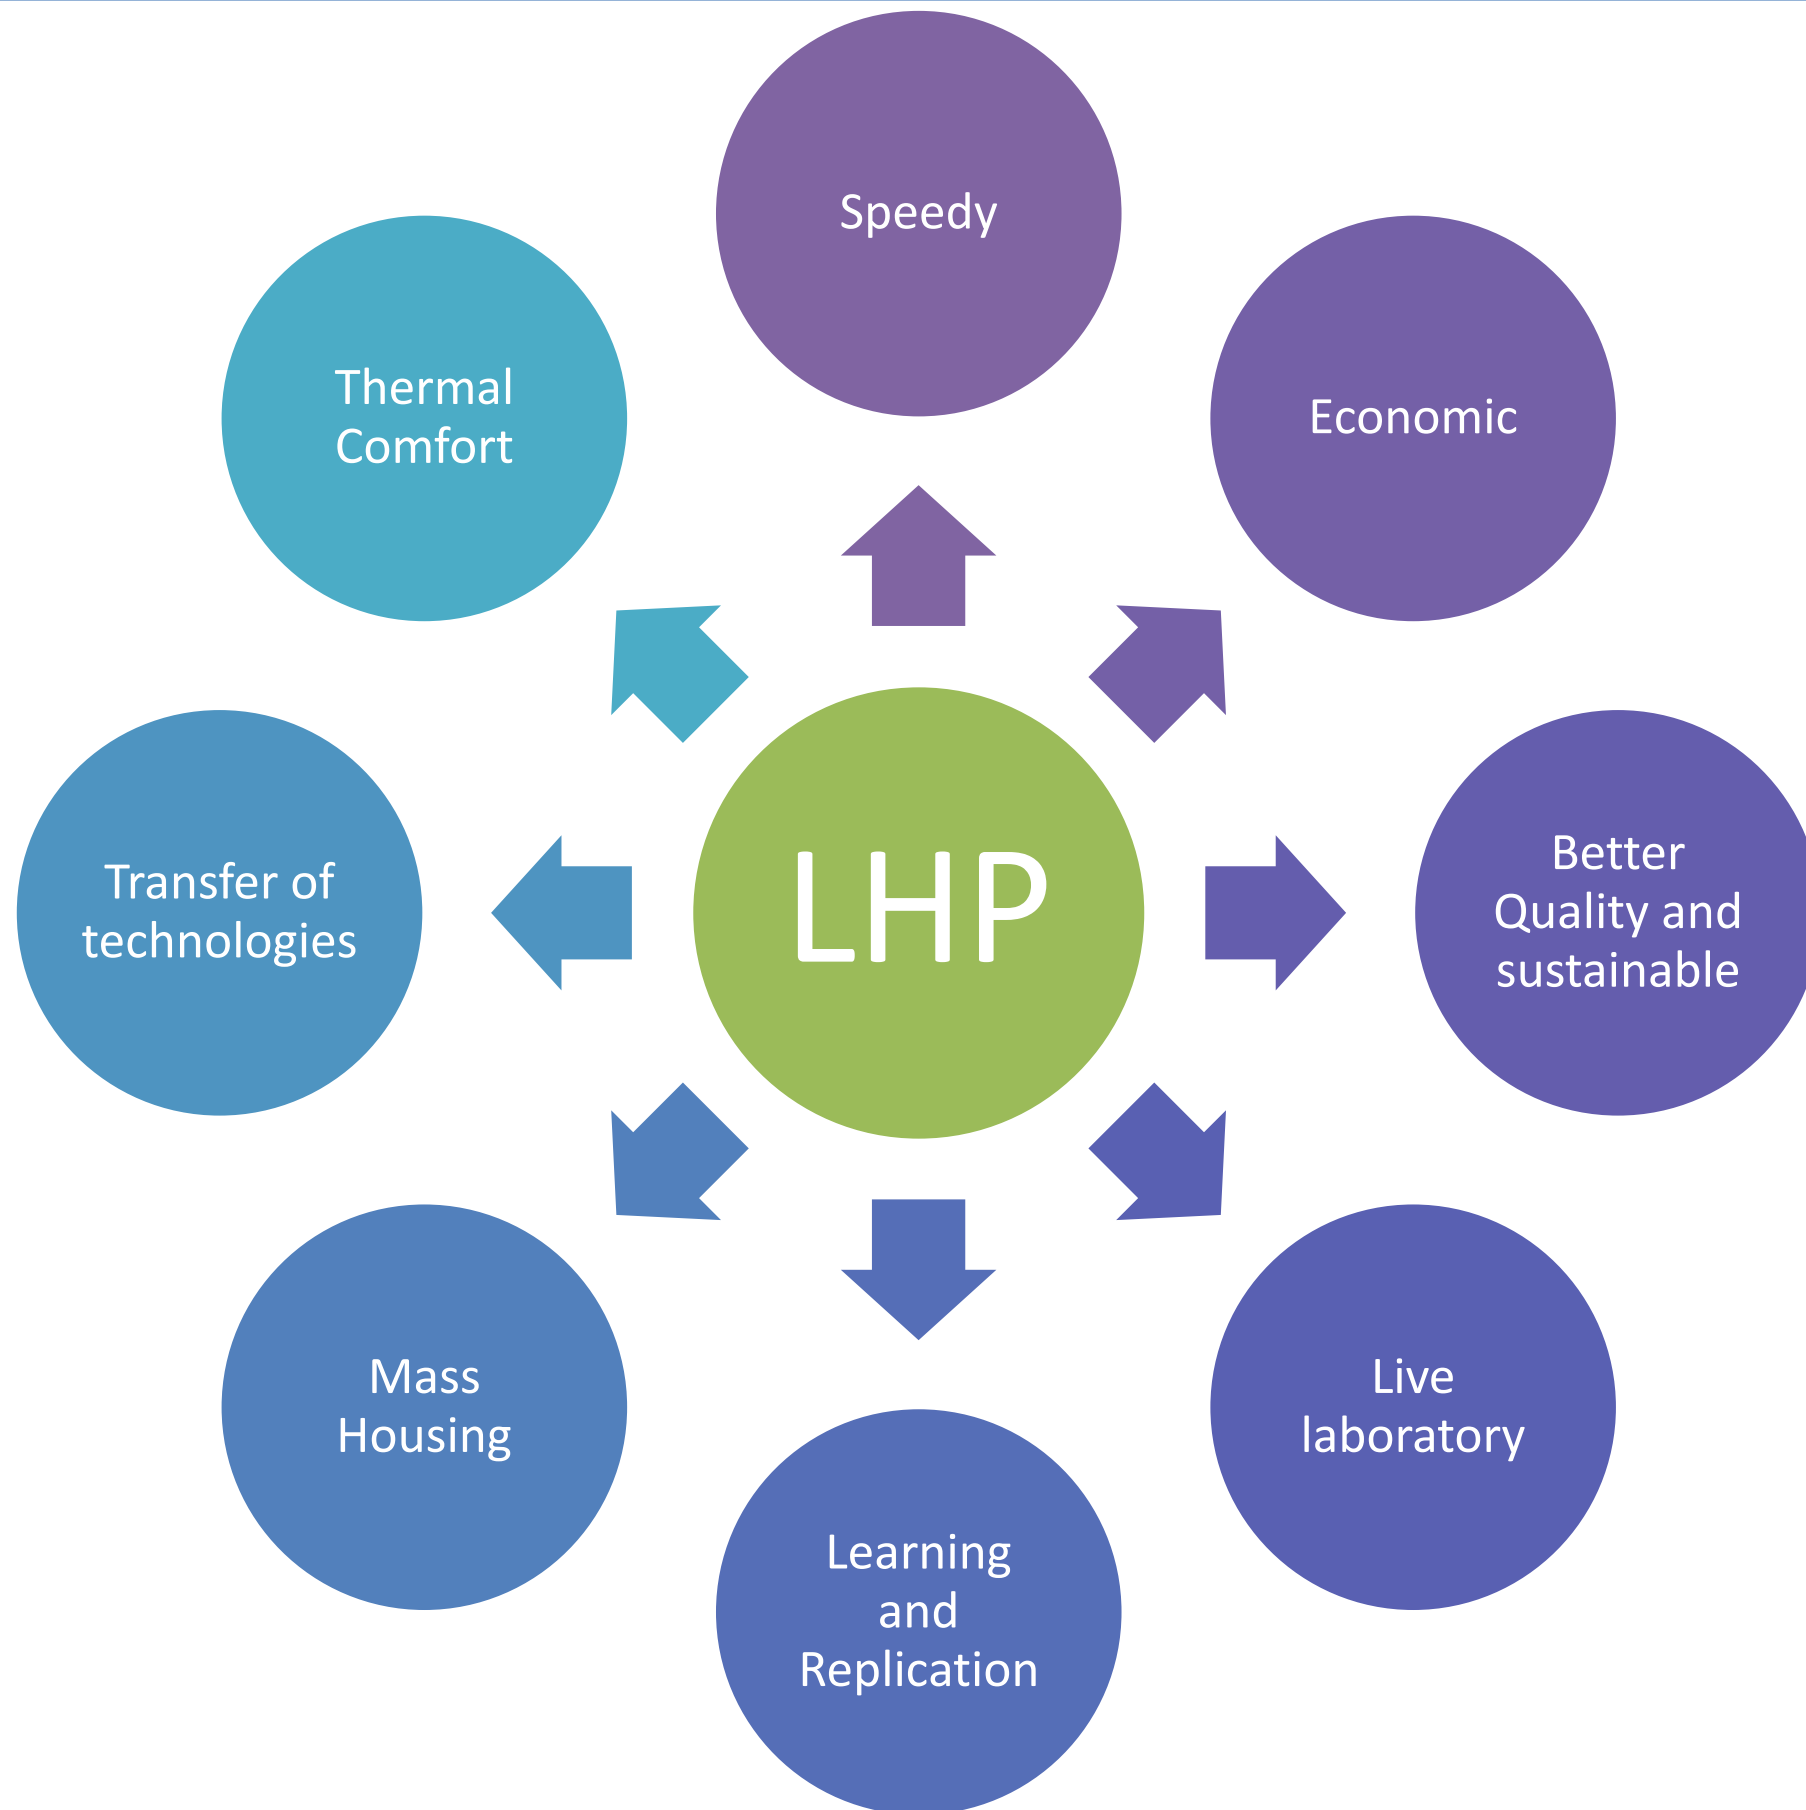 Speedy
Thermal
Comfort
Economic
Transfer of
technologies
LHP
Better
Quality and
sustainable
Mass
Housing
Live
laboratory
Learning
and
Replication